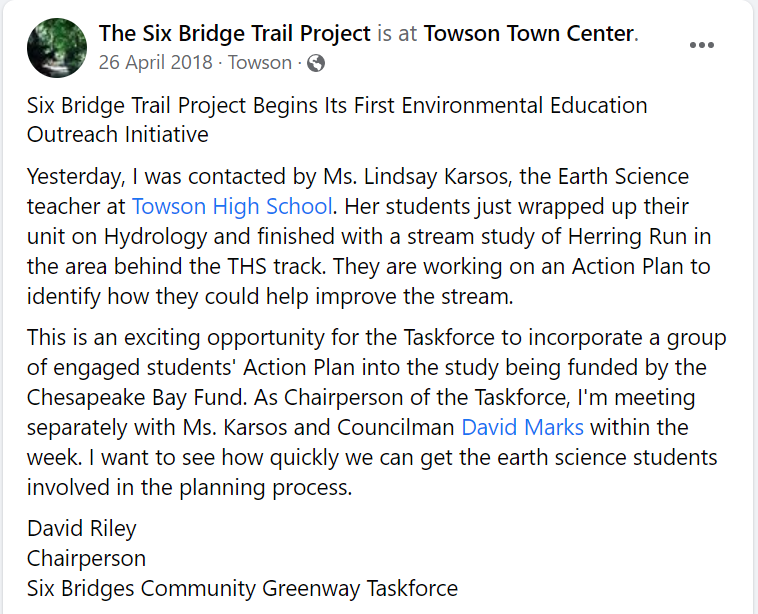 The Six Bridge Trail Project is at Towson Town Center.
26 April 2018 · Towson ·
Six Bridge Trail Project Begins Its First Environmental Education
Outreach Initiative
Yesterday, I was contacted by Ms. Lindsay Karsos, the Earth Science
teacher at Towson High School. Her students just wrapped up their
unit on Hydrology and finished with a stream study of Herring Run in
the area behind the THS track. They are working on an Action Plan to
identify how they could help improve the stream.
This is an exciting opportunity for the Taskforce to incorporate a group
of engaged students' Action Plan into the study being funded by the
Chesapeake Bay Fund. As Chairperson of the Taskforce, I'm meeting
separately with Ms. Karsos and Councilman David Marks within the
week. I want to see how quickly we can get the earth science students
involved in the planning process.
David Riley
Chairperson
Six Bridges Community Greenway Taskforce